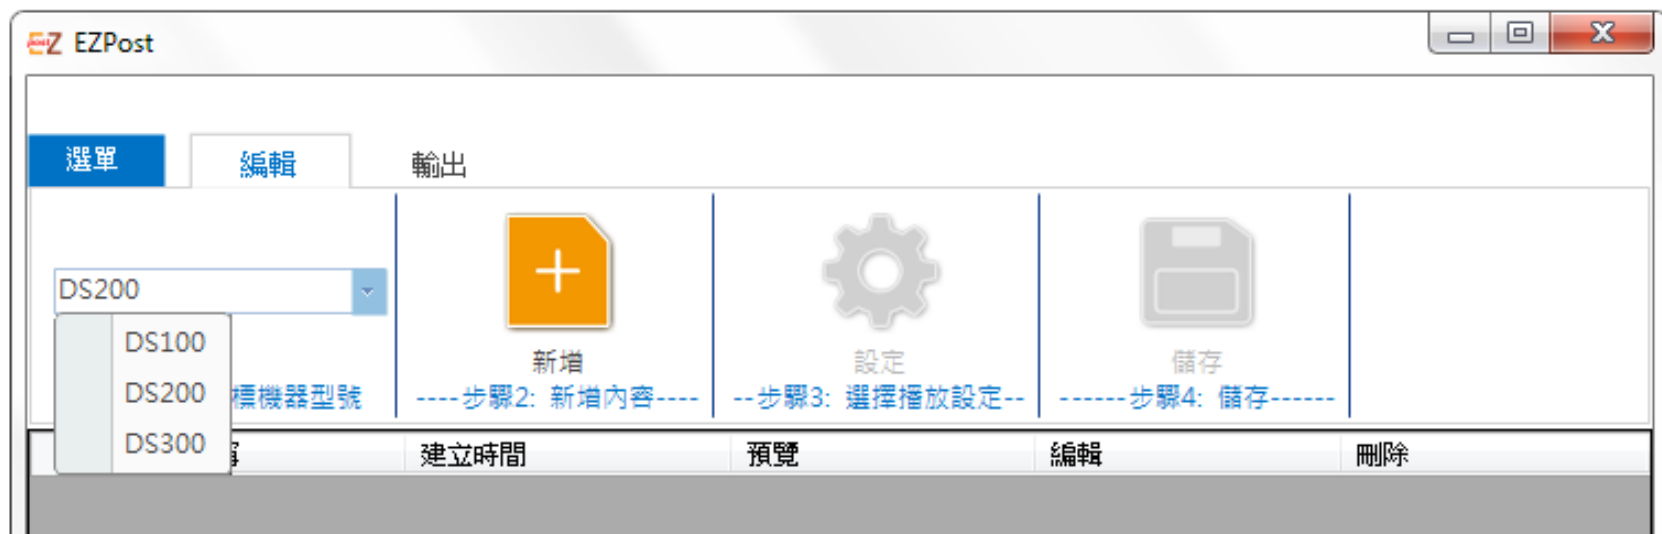 EZPost
選單
編輯
輸出
DS200
DS100
DS200
DS300
標機器型號
新增
----步驟2: 新增內容----
設定
--步驟3: 選擇播放設定--
儲存
------步驟4: 儲存------
建立時間
預覽
編輯
刪除